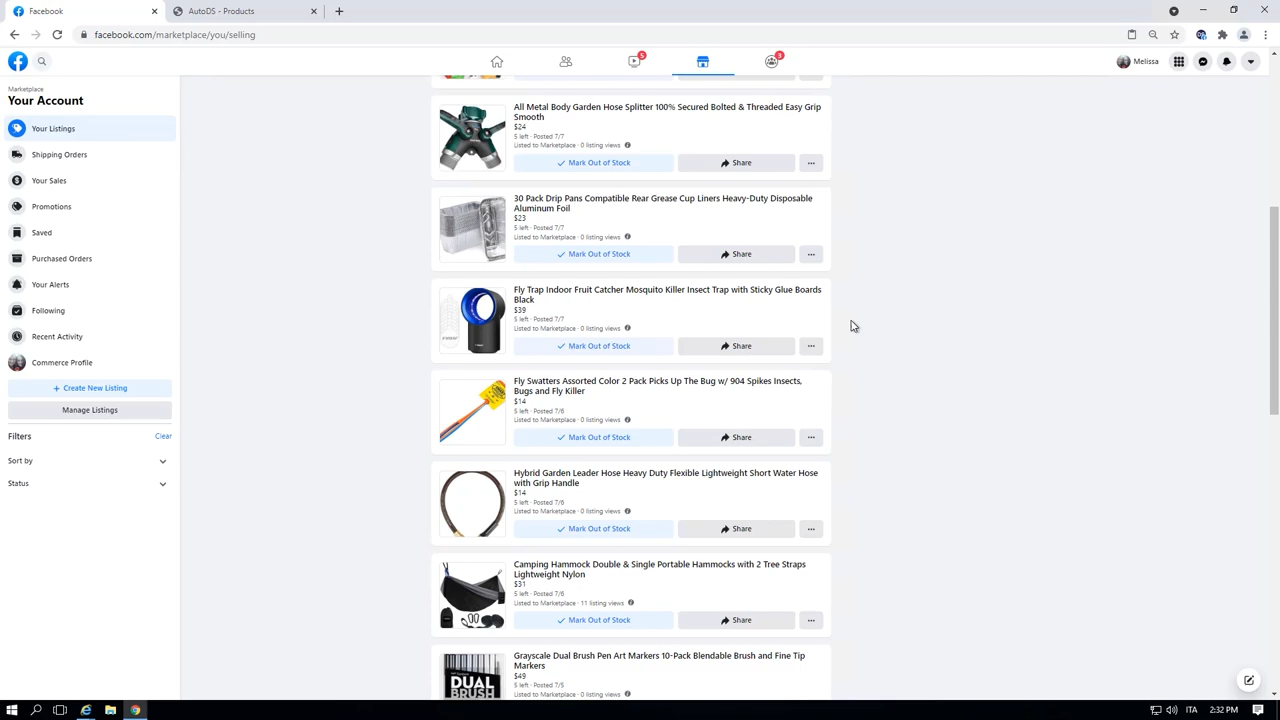 Facebook
AutoDS - Products
facebook.com/marketplace/you/selling
5
3
Melissa
Marketplace
Your Account
Your Listings
Shipping Orders
Your Sales
Promotions
Saved
Purchased Orders
Your Alerts
Following
Recent Activity
Commerce Profile
+ Create New Listing
Manage Listings
Filters Clear
Sort by
Status
All Metal Body Garden Hose Splitter 100% Secured Bolted & Threaded Easy Grip
Smooth
$24
5 left · Posted 7/7
Listed to Marketplace · 0 listing views
Mark Out of Stock Share
30 Pack Drip Pans Compatible Rear Grease Cup Liners Heavy-Duty Disposable
Aluminum Foil
$23
5 left · Posted 7/7
Listed to Marketplace · 0 listing views
Mark Out of Stock Share
Fly Trap Indoor Fruit Catcher Mosquito Killer Insect Trap with Sticky Glue Boards
Black
$39
5 left · Posted 7/7
Listed to Marketplace · 0 listing views
Mark Out of Stock Share
Fly Swatters Assorted Color 2 Pack Picks Up The Bug w/ 904 Spikes Insects,
Bugs and Fly Killer
$14
5 left · Posted 7/6
Listed to Marketplace · 0 listing views
Mark Out of Stock Share
Hybrid Garden Leader Hose Heavy Duty Flexible Lightweight Short Water Hose
with Grip Handle
$14
5 left · Posted 7/6
Listed to Marketplace · 0 listing views
Mark Out of Stock Share
Camping Hammock Double & Single Portable Hammocks with 2 Tree Straps
Lightweight Nylon
$31
5 left · Posted 7/6
Listed to Marketplace · 11 listing views
Mark Out of Stock Share
Grayscale Dual Brush Pen Art Markers 10-Pack Blendable Brush and Fine Tip
Markers
$49
5 left · Posted 7/5
Listed to Marketplace · 0 listing views
DUAL
BRUSH
ITA 2:32 PM